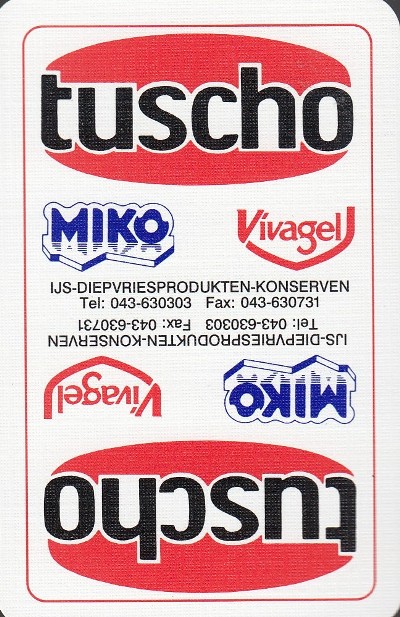 tuscho
MIKO Vivagel
IJS-DIEPVRIESPRODUKTEN-KONSERVEN
Tel: 043-630303 Fax: 043-630731
IJS-DIEPVRIESPRODUKTEN-KONSERVEN
Tel: 043-630303 Fax: 043-630731
MIKO Vivagel
tuscho